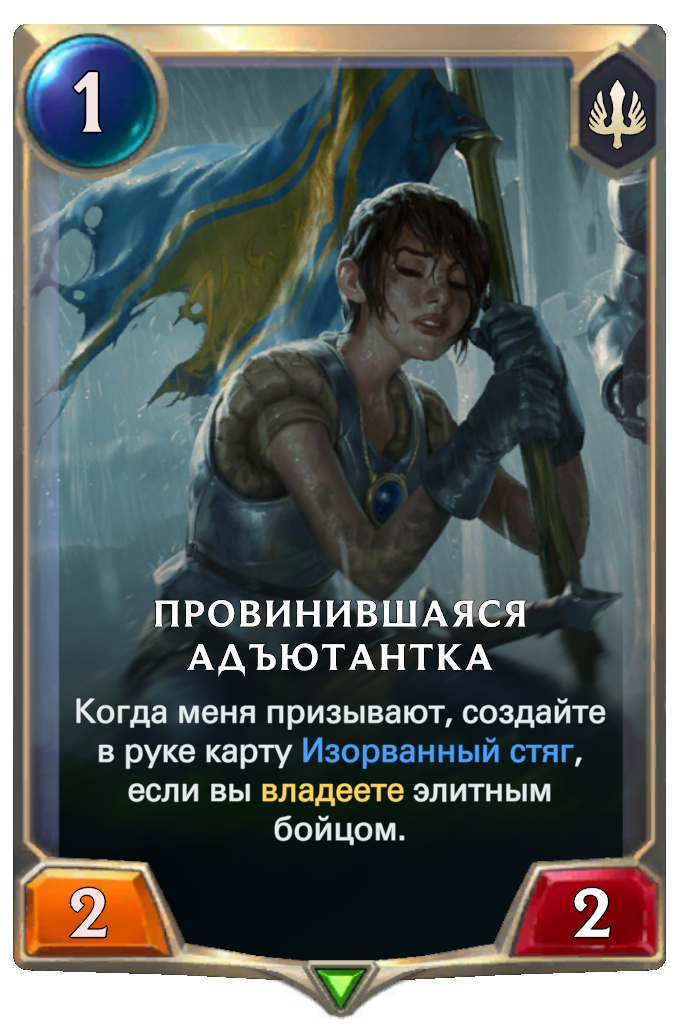 1
ПРОВИНИВШАЯСЯ
АДЪЮТАНТКА
Когда меня призывают, создайте
в руке карту Изорванный стяг,
если вы владеете элитным
бойцом.
2
2